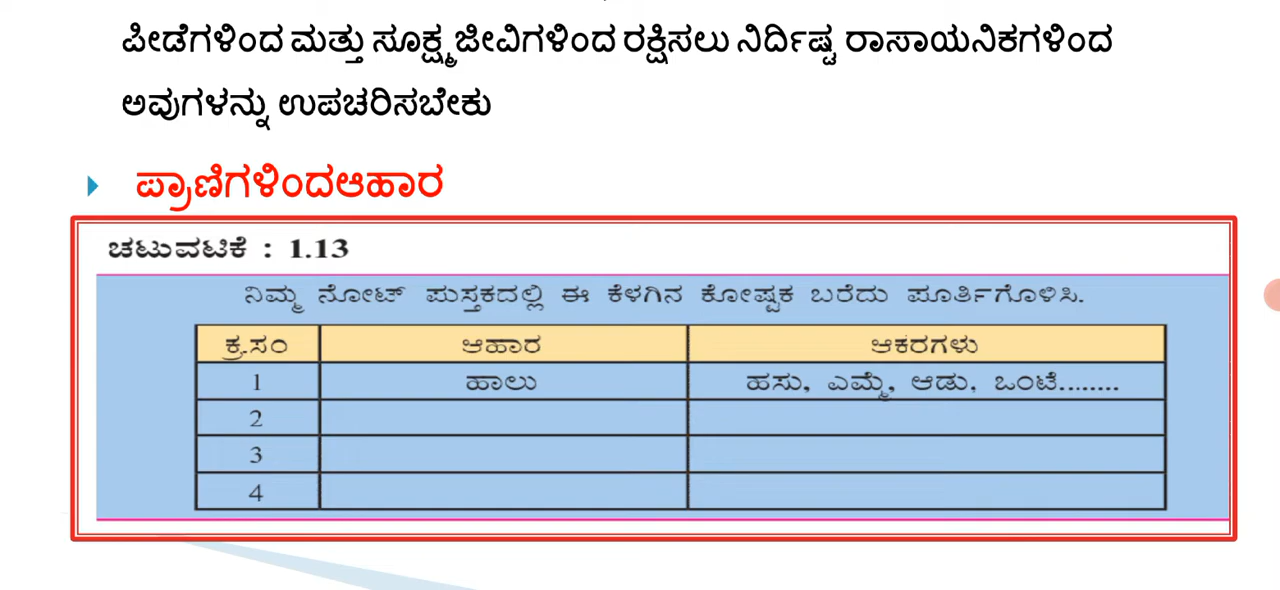 ಪೀಡೆಗಳಿಂದ ಮತ್ತು ಸೂಕ್ಷ್ಮಜೀವಿಗಳಿಂದ ರಕ್ಷಿಸಲು ನಿರ್ದಿಷ್ಟ ರಾಸಾಯನಿಕಗಳಿಂದ
ಅವುಗಳನ್ನು ಉಪಚರಿಸಬೇಕು
ಪ್ರಾಣಿಗಳಿಂದಆಹಾರ
ಚಟುವಟಿಕೆ : 1.13
ನಿಮ್ಮ ನೋಟ್ ಪುಸ್ತಕದಲ್ಲಿ ಈ ಕೆಳಗಿನ ಕೋಷ್ಟಕ ಬರೆದು ಪೂರ್ತಿಗೊಳಿಸಿ.
ಕ್ರ.ಸಂ ಆಹಾರ ಆಕರಗಳು
1 ಹಾಲು ಹಸು, ಎಮ್ಮೆ, ಆಡು, ಒಂಟೆ........
2
3
4